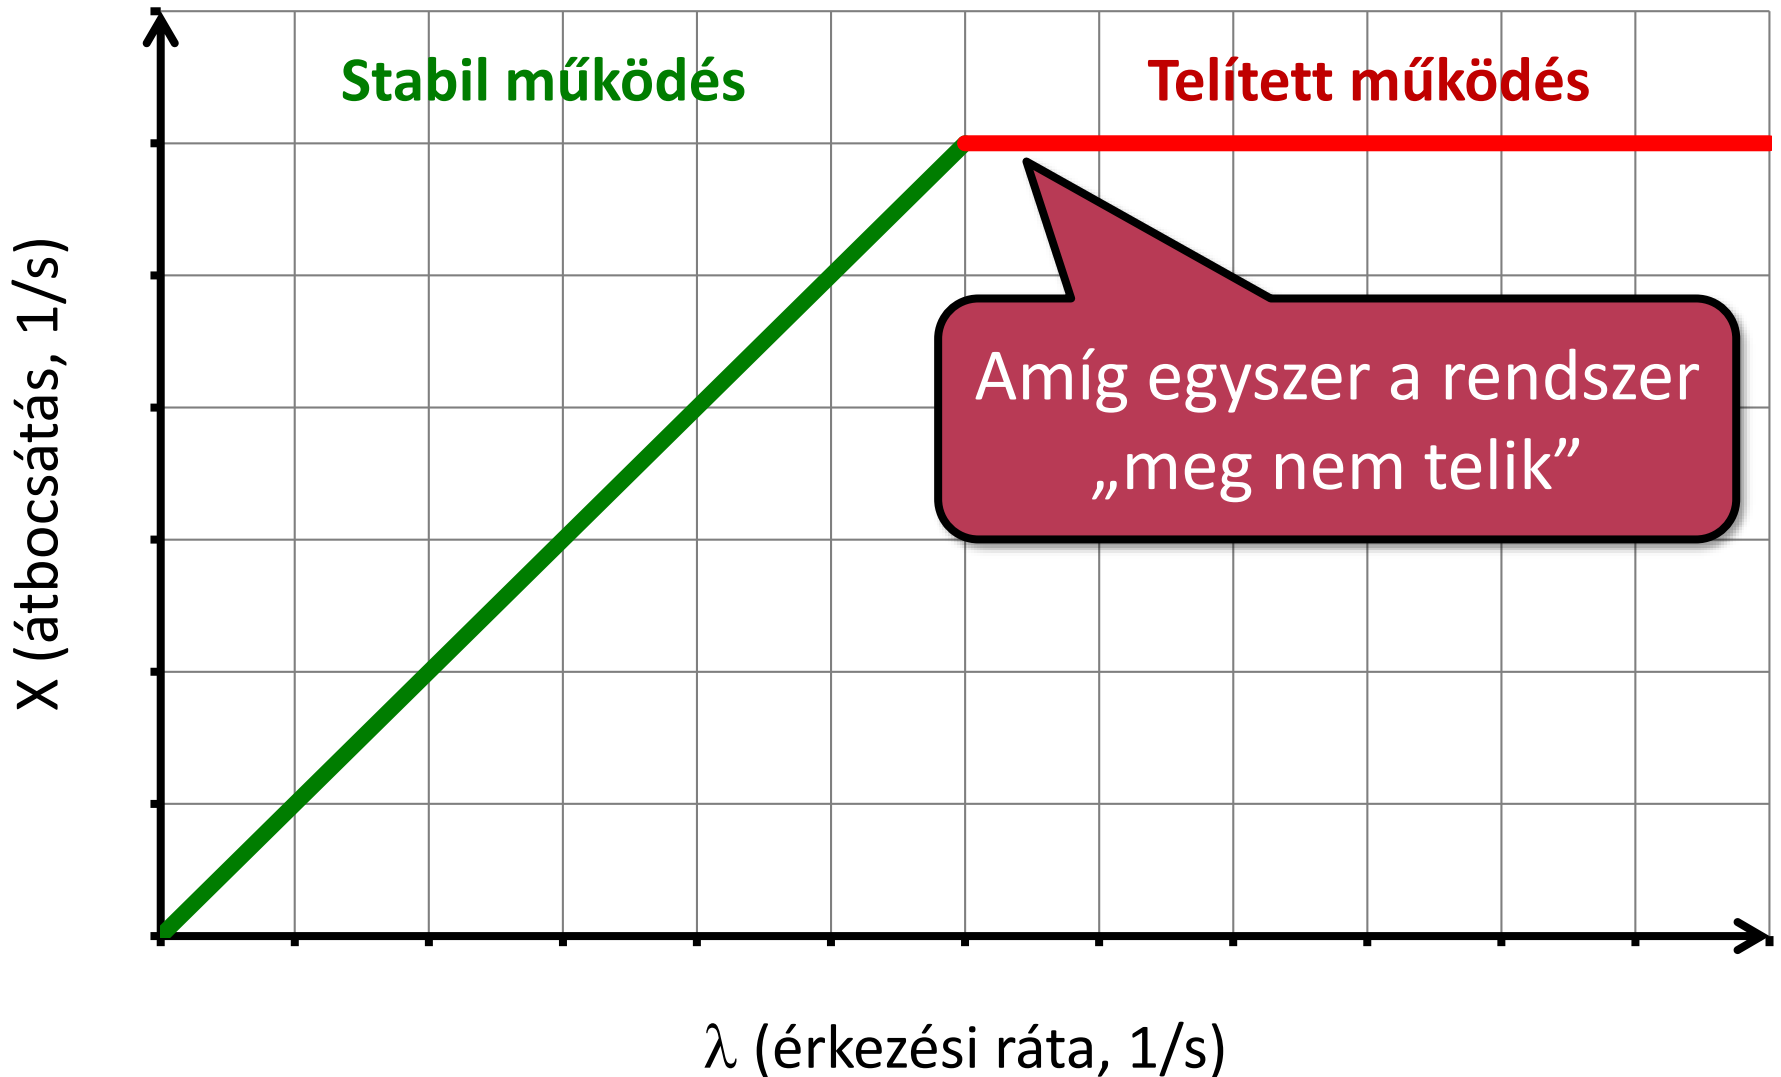 Stabil működés
Telített működés
X (átbocsátás, 1/s)
Amíg egyszer a rendszer
„meg nem telik”
λ (érkezési ráta, 1/s)